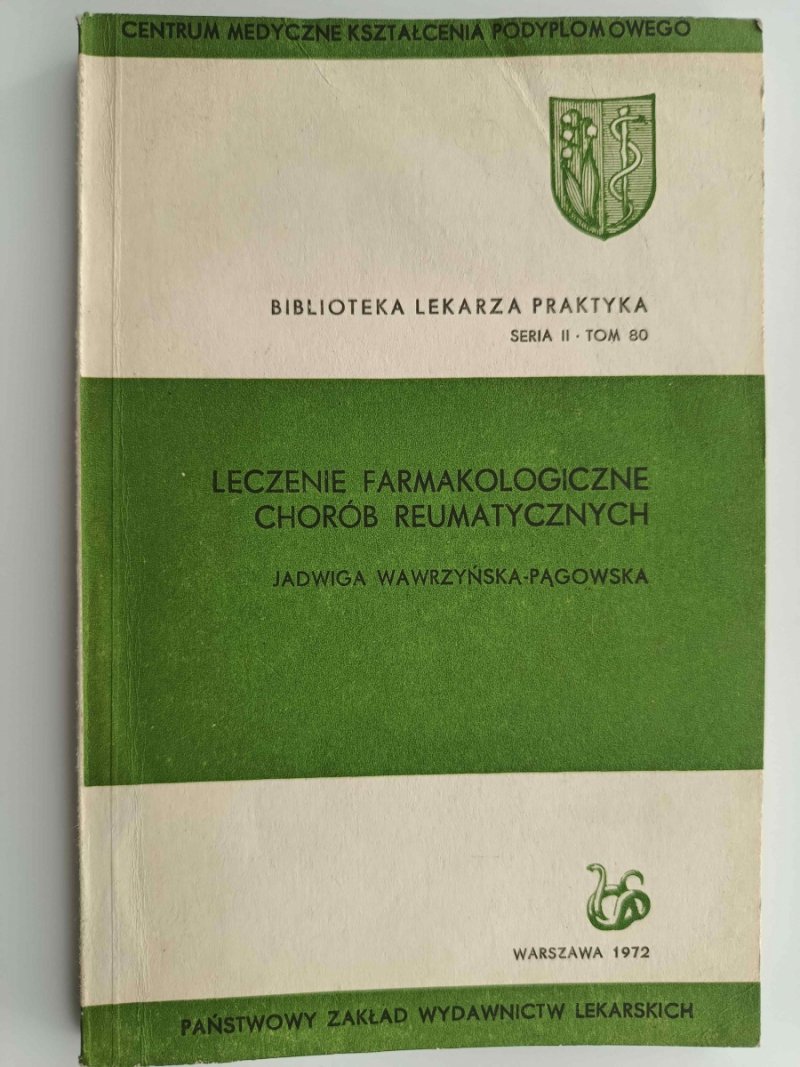 CENTRUM MEDYCZNE KSZTAŁCENIA PODYPLOMOWEGO
BIBLIOTEKA LEKARZA PRAKTYKA
SERIA II · TOM 80
LECZENIE FARMAKOLOGICZNE
CHORÓB REUMATYCZNYCH
JADWIGA WAWRZYŃSKA-PĄGOWSKA
WARSZAWA 1972
PAŃSTWOWY ZAKŁAD WYDAWNICTW LEKARSKICH